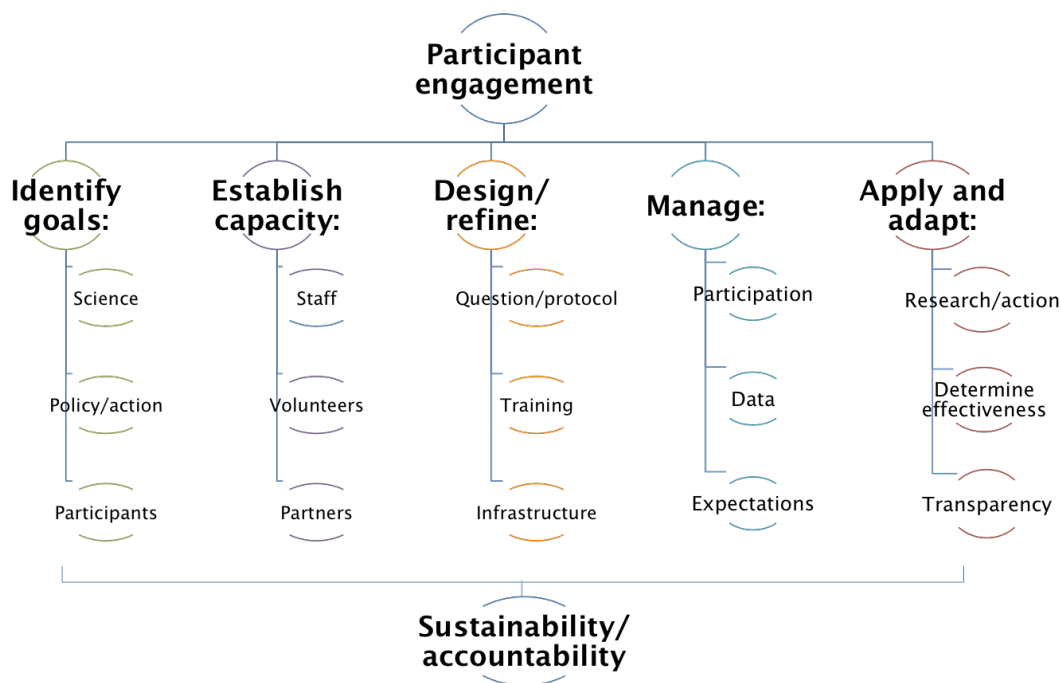 Participant
engagement
Identify
goals:
Science
Policy/action
Participants
Establish
capacity:
Staff
Volunteers
Partners
Design/
refine:
Question/protocol
Training
Infrastructure
Manage:
Participation
Data
Expectations
Apply and
adapt:
Research/action
Determine
effectiveness
Transparency
Sustainability/
accountability